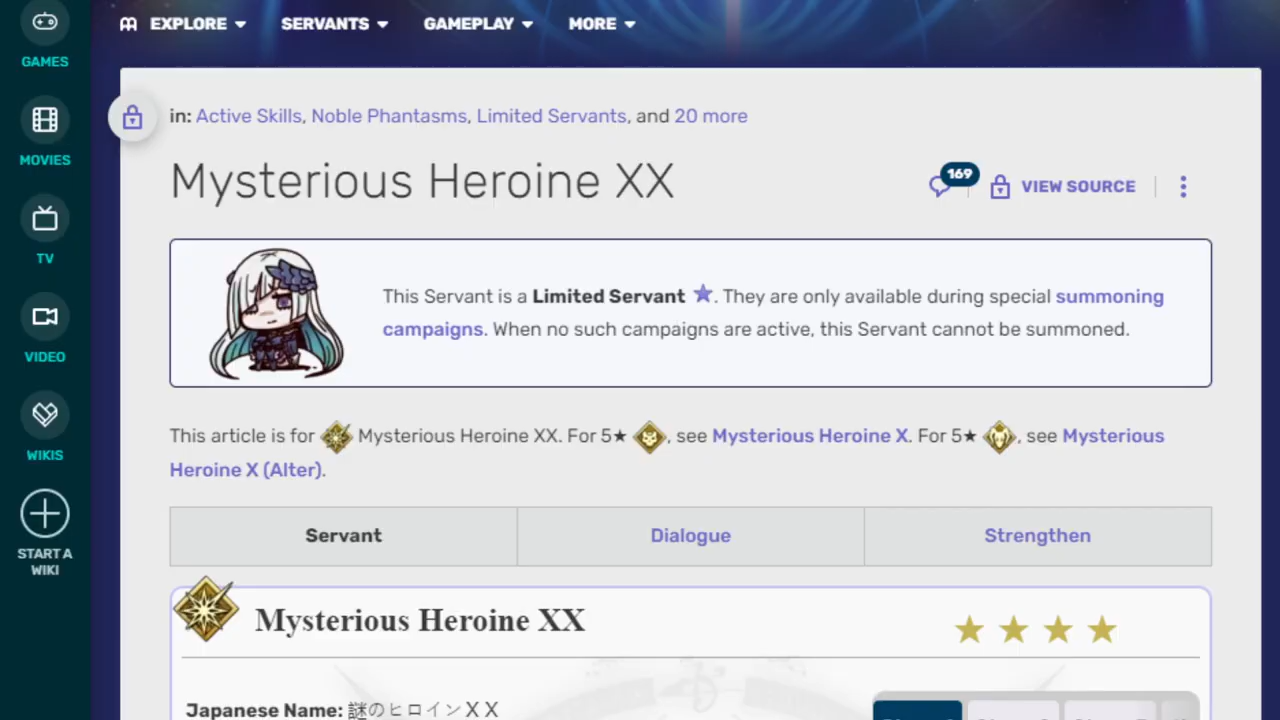 EXPLORE SERVANTS GAMEPLAY MORE
GAMES
MOVIES
TV
VIDEO
WIKIS
START A
WIKI
in: Active Skills, Noble Phantasms, Limited Servants, and 20 more
Mysterious Heroine XX
169
VIEW SOURCE
This Servant is a Limited Servant ★. They are only available during special summoning
campaigns. When no such campaigns are active, this Servant cannot be summoned.
This article is for Mysterious Heroine XX. For 5★ , see Mysterious Heroine X. For 5★ , see Mysterious
Heroine X (Alter).
Servant Dialogue Strengthen
Mysterious Heroine XX
Japanese Name: 謎のヒロインＸＸ